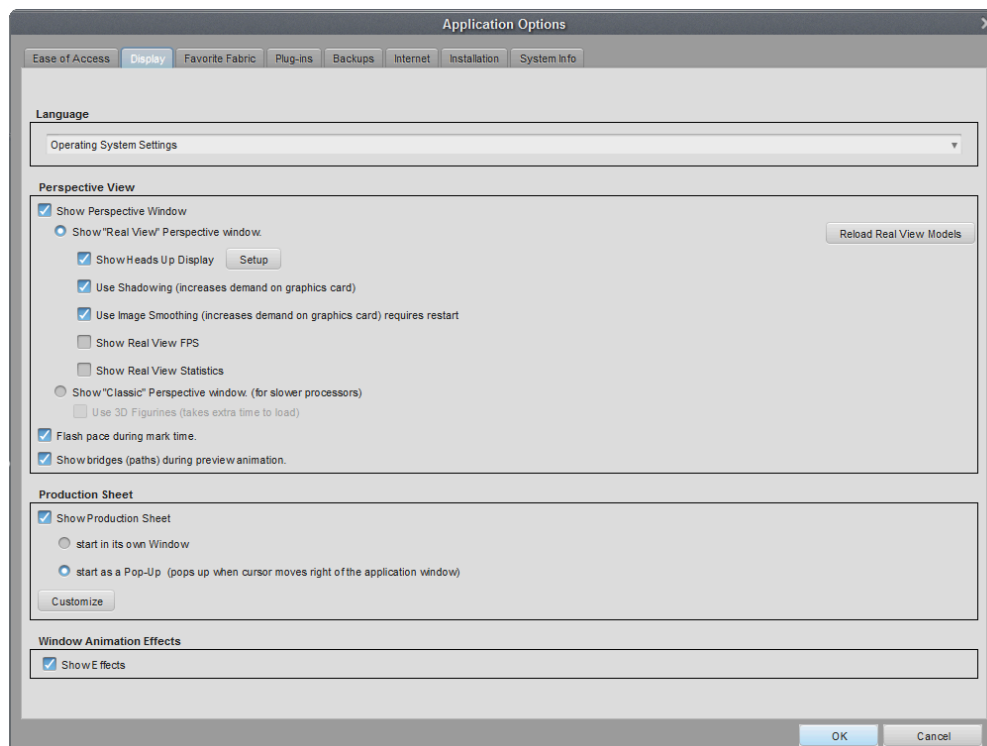 Application Options
Ease of Access Display Favorite Fabric Plug-ins Backups Internet Installation System Info
Language
Operating System Settings
Perspective View
Show Perspective Window
Show "Real View" Perspective window.
Reload Real View Models
Show Heads Up Display Setup
Use Shadowing (increases demand on graphics card)
Use Image Smoothing (increases demand on graphics card) requires restart
Show Real View FPS
Show Real View Statistics
Show "Classic" Perspective window. (for slower processors)
Use 3D Figurines (takes extra time to load)
Flash pace during mark time.
Show bridges (paths) during preview animation.
Production Sheet
Show Production Sheet
start in its own Window
start as a Pop-Up (pops up when cursor moves right of the application window)
Customize
Window Animation Effects
Show Effects
OK Cancel